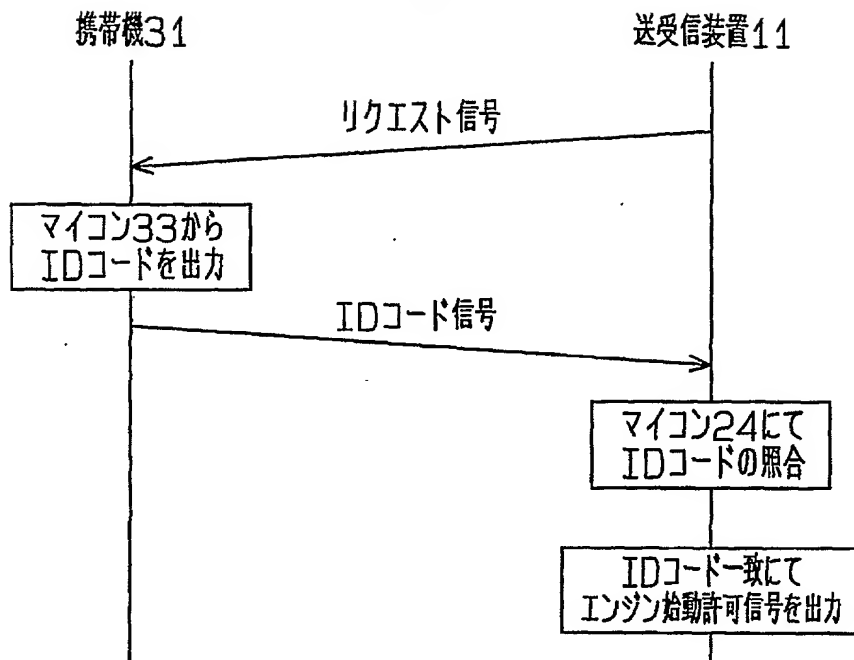 携帯機31
送受信装置11
リクエスト信号
マイコン33から
IDコードを出力
IDコード信号
マイコン24にて
IDコードの照合
IDコード一致にて
エンジン始動許可信号を出力